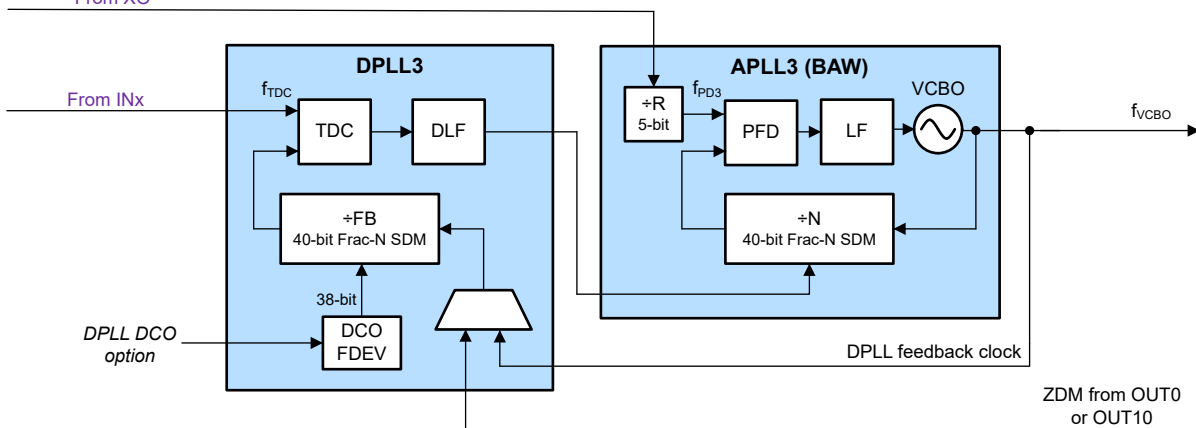 From XO
DPLL3
APLL3 (BAW)
From INx
fTDC
TDC
DLF
÷R
5-bit
fPD3
PFD
LF
VCBO
fVCBO
÷FB
40-bit Frac-N SDM
÷N
40-bit Frac-N SDM
38-bit
DPLL DCO
option
DCO
FDEV
DPLL feedback clock
ZDM from OUT0
or OUT10